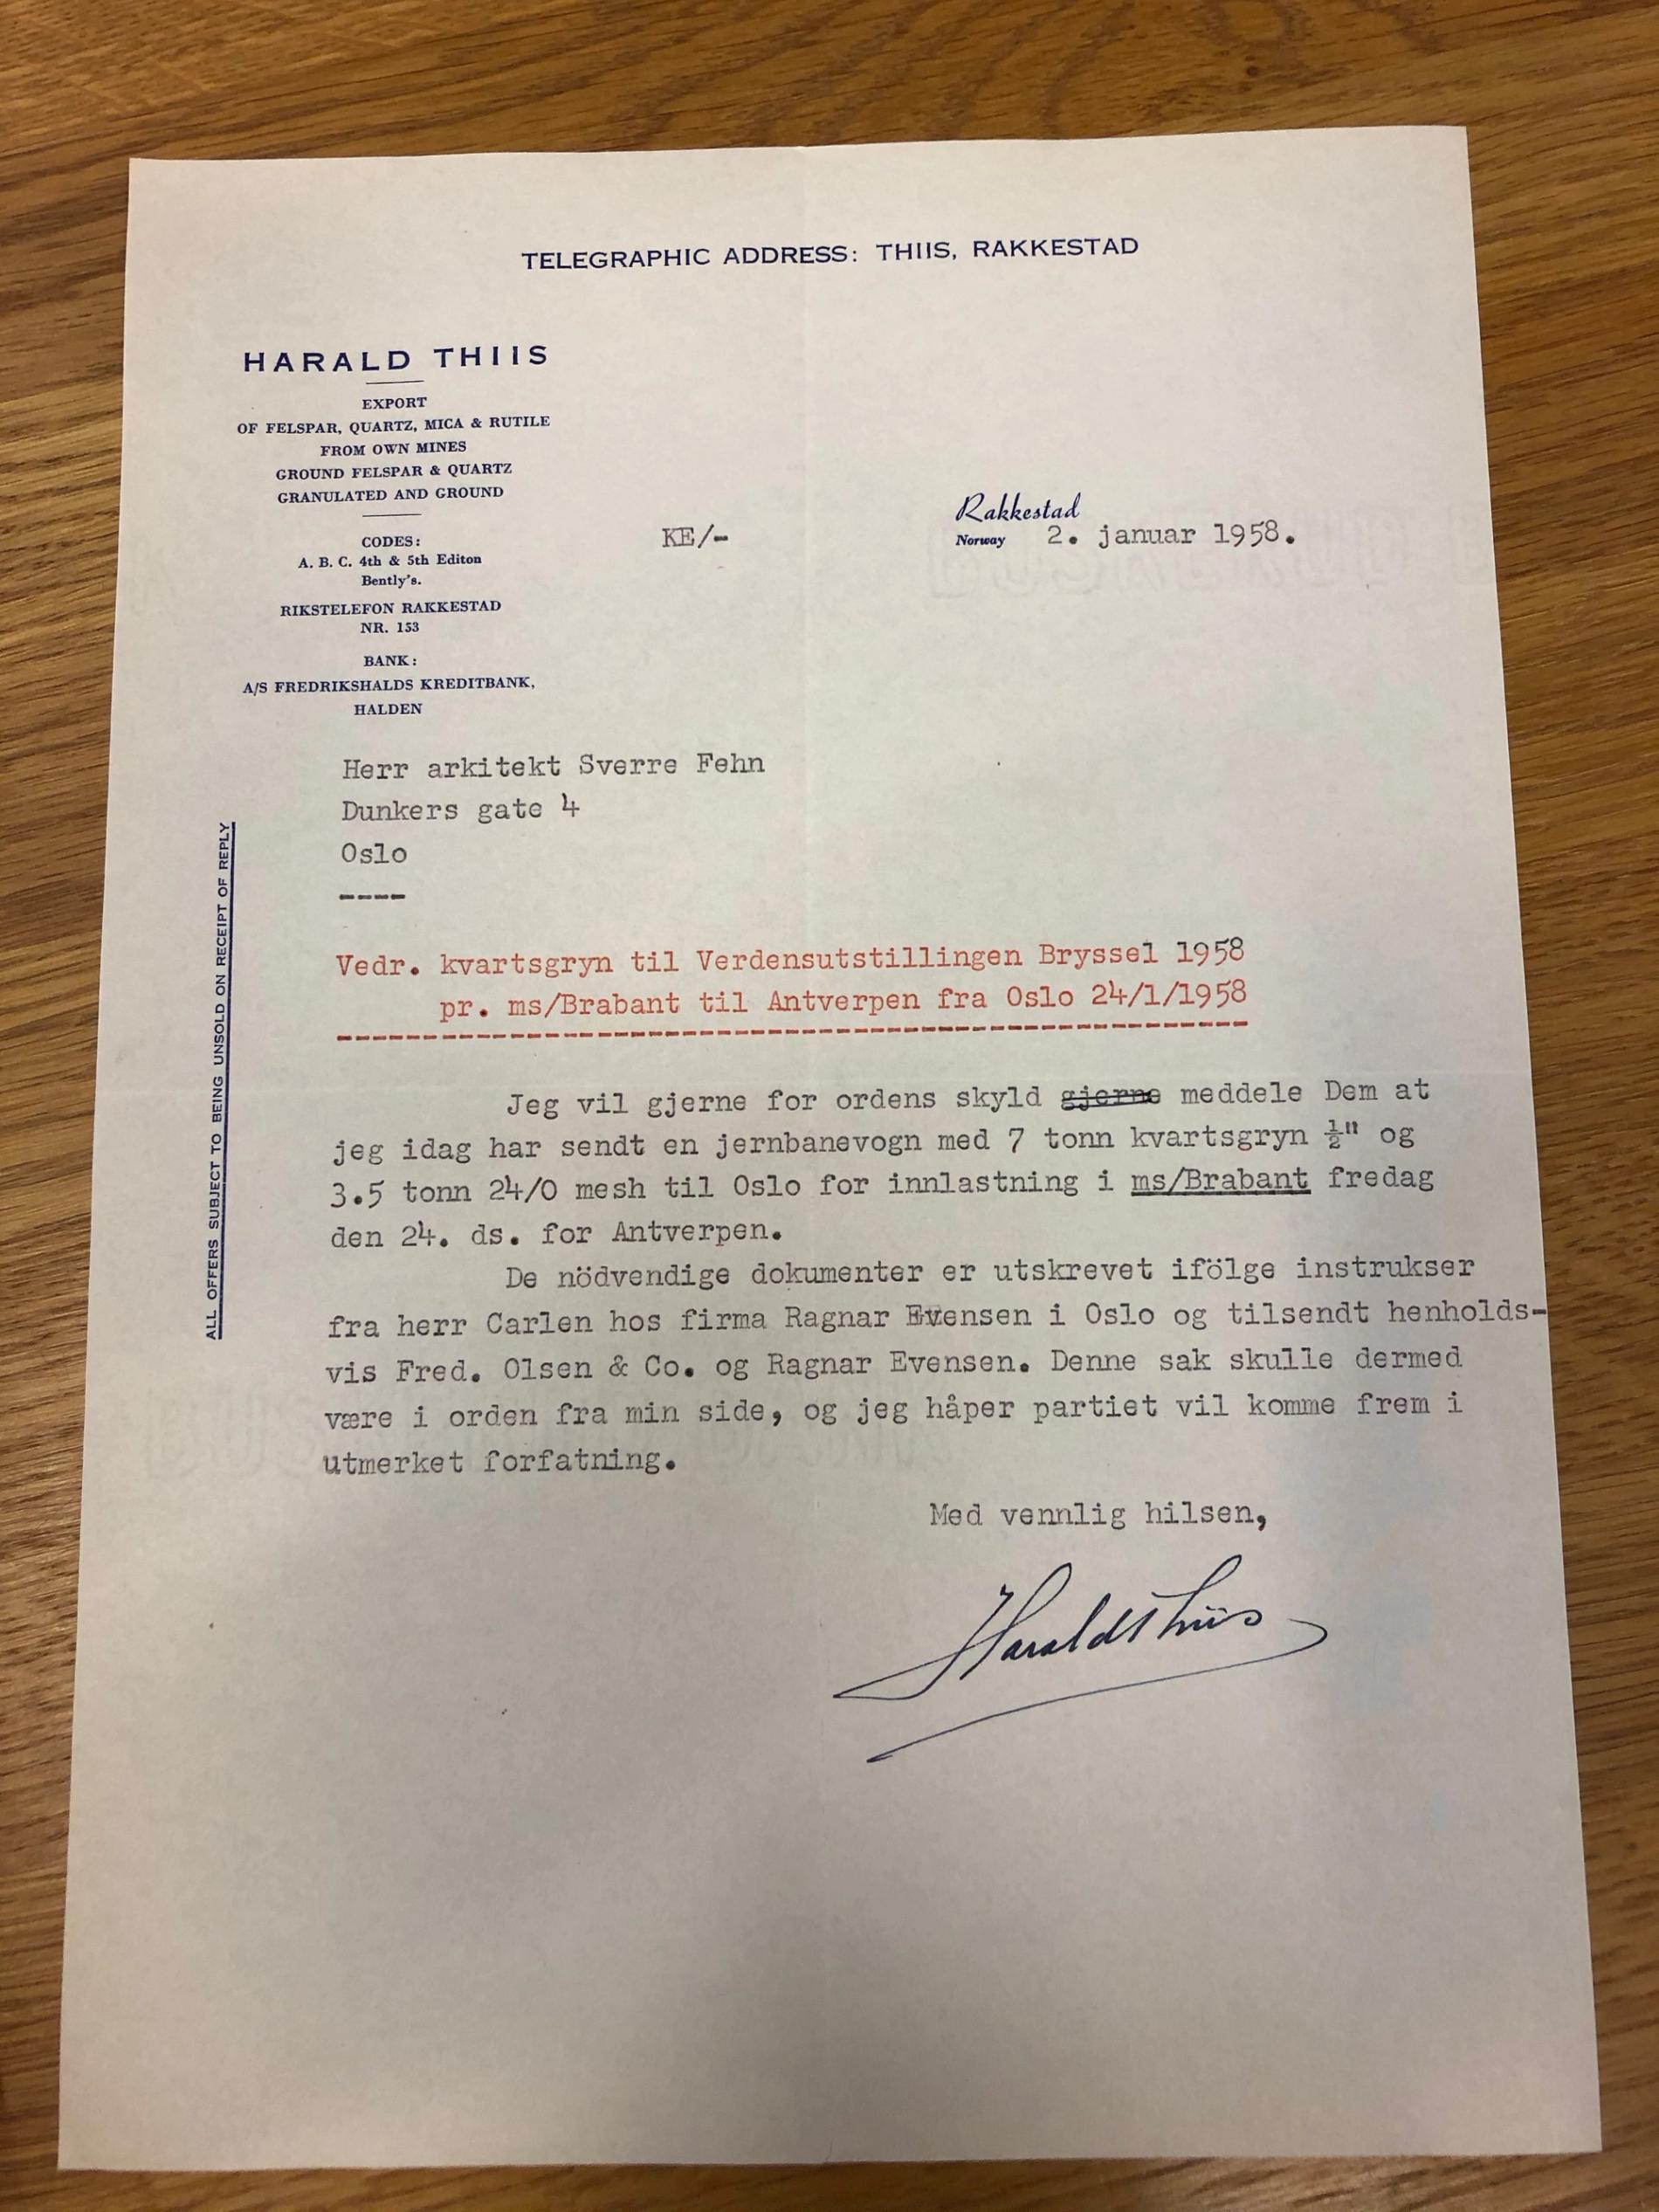 TELEGRAPHIC ADDRESS: THIIS, RAKKESTAD
HARALD THIIS
EXPORT
OF FELSPAR, QUARTZ, MICA & RUTILE
FROM OWN MINES
GROUND FELSPAR & QUARTZ
GRANULATED AND GROUND
CODES:
A. B. C. 4th & 5th Editon
Bently's.
RIKSTELEFON RAKKESTAD
NR. 153
BANK:
A/S FREDRIKSHALDS KREDITBANK,
HALDEN
KE/-
Rakkestad
Norway 2. januar 1958.
Herr arkitekt Sverre Fehn
Dunkers gate 4
Oslo
----
ALL OFFERS SUBJECT TO BEING UNSOLD ON RECEIPT OF REPLY
Vedr. kvartsgryn til Verdensutstillingen Bryssel 1958
pr. ms/Brabant til Antverpen fra Oslo 24/1/1958
Jeg vil gjerne for ordens skyld gjerne meddele Dem at
jeg idag har sendt en jernbanevogn med 7 tonn kvartsgryn ½" og
3.5 tonn 24/0 mesh til Oslo for innlastning i ms/Brabant fredag
den 24. ds. for Antverpen.
De nödvendige dokumenter er utskrevet ifölge instrukser
fra herr Carlen hos firma Ragnar Evensen i Oslo og tilsendt henholds-
vis Fred. Olsen & Co. og Ragnar Evensen. Denne sak skulle dermed
være i orden fra min side, og jeg håper partiet vil komme frem i
utmerket forfatning.
Med vennlig hilsen,
Harald Thiis